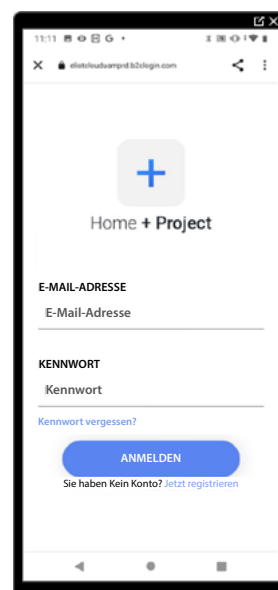 11:11 G
eliotclouduamprd.b2clogin.com
Home + Project
E-MAIL-ADRESSE
E-Mail-Adresse
KENNWORT
Kennwort
Kennwort vergessen?
ANMELDEN
Sie haben Kein Konto? Jetzt registrieren